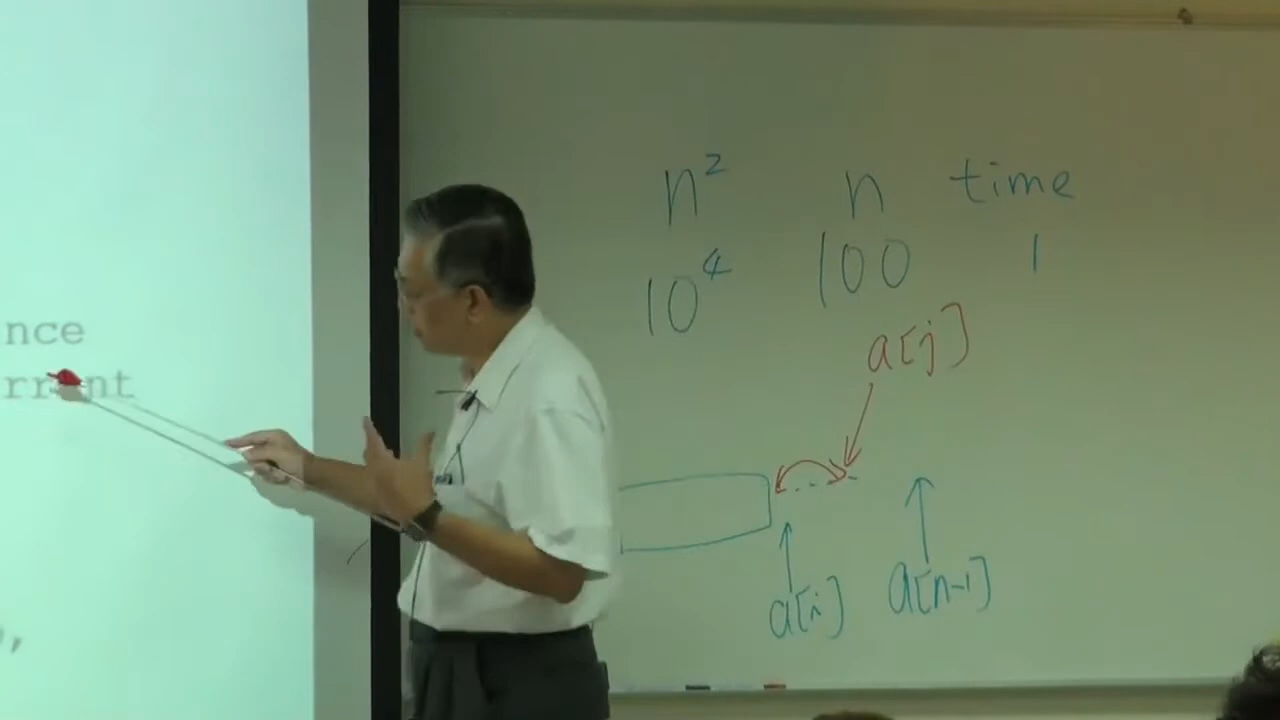 n² n time
10⁴ 100 1
a[j]
nce
rrent
a[i] a[n-1]